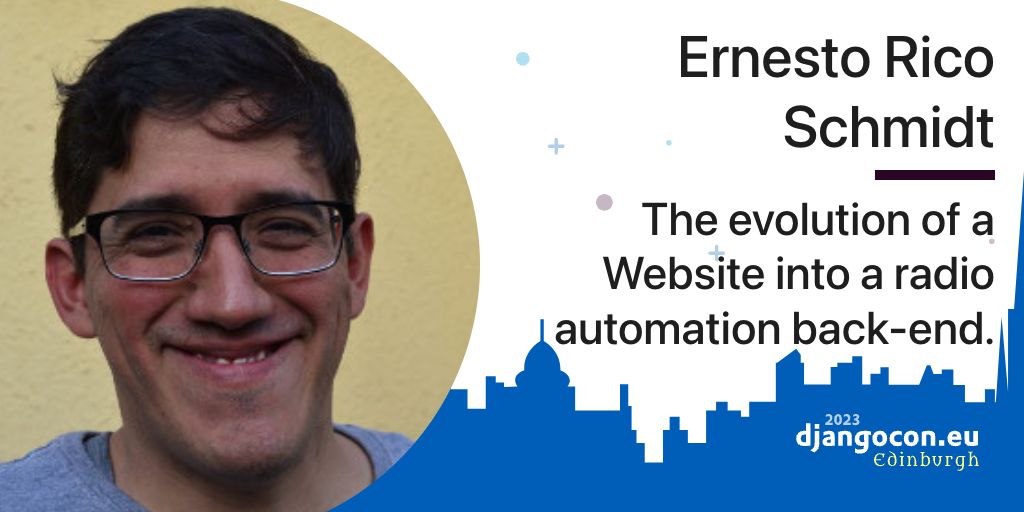 Ernesto Rico
Schmidt
The evolution of a
Website into a radio
automation back-end.
2023
djangocon.eu
Edinburgh